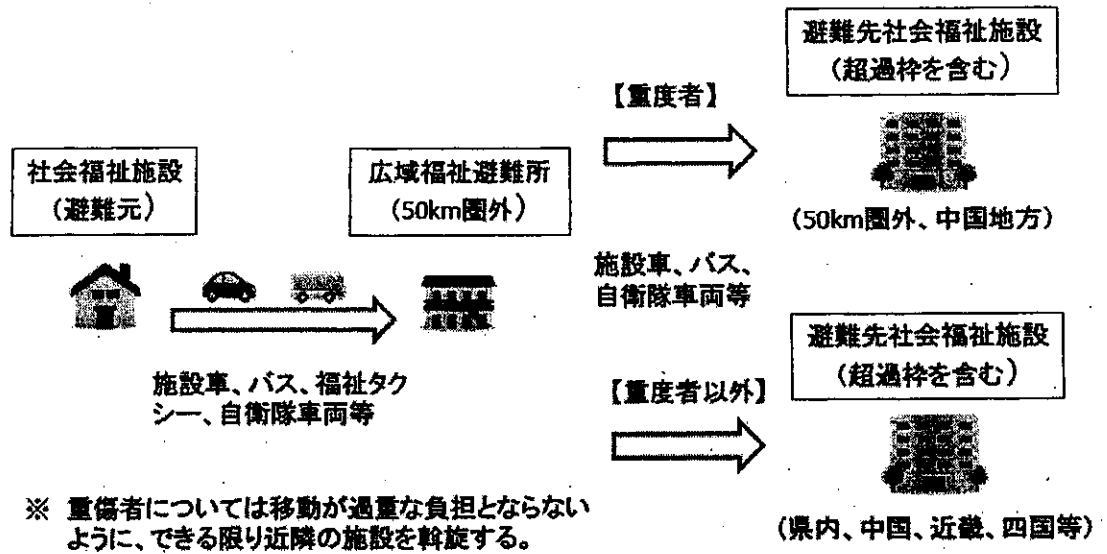 社会福祉施設
(避難元)
施設車、バス、福祉タク
シー、自衛隊車両等
広域福祉避難所
(50km圏外)
【重度者】
施設車、バス、
自衛隊車両等
【重度者以外】
避難先社会福祉施設
(超過枠を含む)
(50km圏外、中国地方)
避難先社会福祉施設
(超過枠を含む)
(県内、中国、近畿、四国等)
※ 重傷者については移動が過重な負担とならない
ように、できる限り近隣の施設を斡旋する。